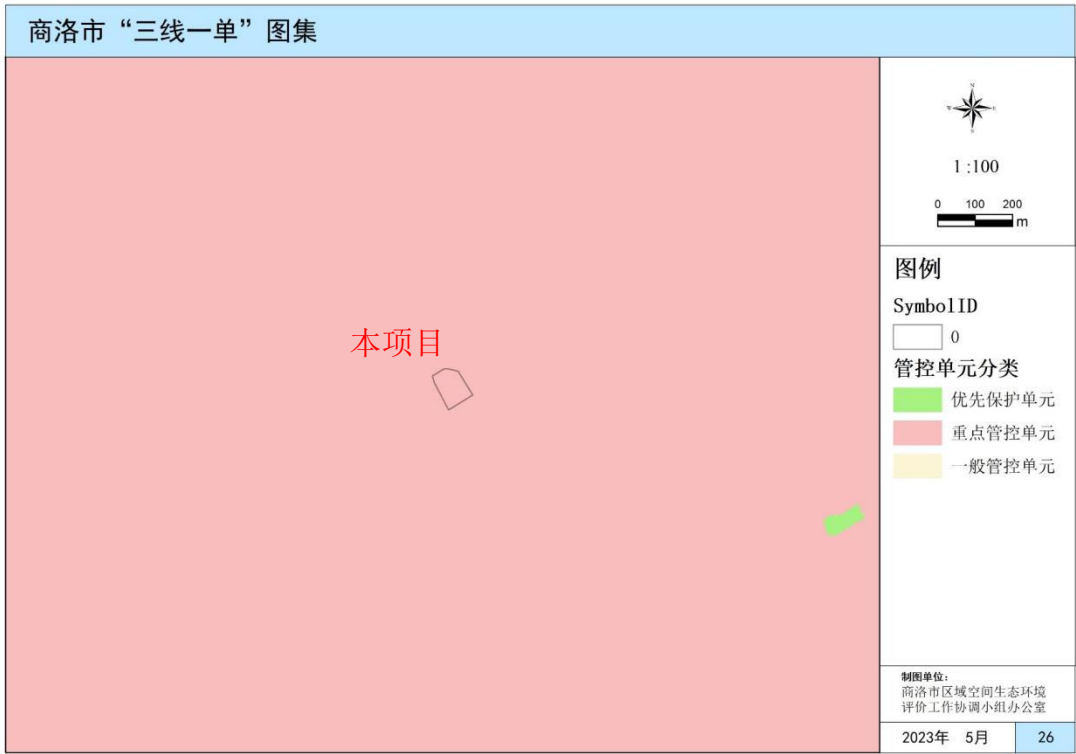 商洛市“三线一单”图集
N
W
E
S
1:100
0 100 200
m
图例
SymbolID
0
管控单元分类
优先保护单元
重点管控单元
一般管控单元
本项目
制图单位：
商洛市区域空间生态环境
评价工作协调小组办公室
2023年 5月
26